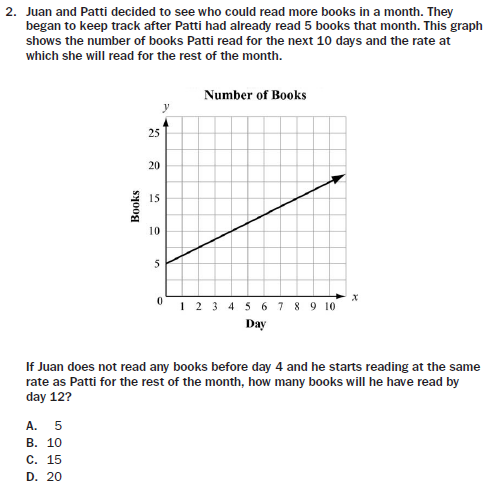 2. Juan and Patti decided to see who could read more books in a month. They
began to keep track after Patti had already read 5 books that month. This graph
shows the number of books Patti read for the next 10 days and the rate at
which she will read for the rest of the month.
Number of Books
y
25
20
15
10
5
0
Books
1 2 3 4 5 6 7 8 9 10
x
Day
If Juan does not read any books before day 4 and he starts reading at the same
rate as Patti for the rest of the month, how many books will he have read by
day 12?
A. 5
B. 10
C. 15
D. 20